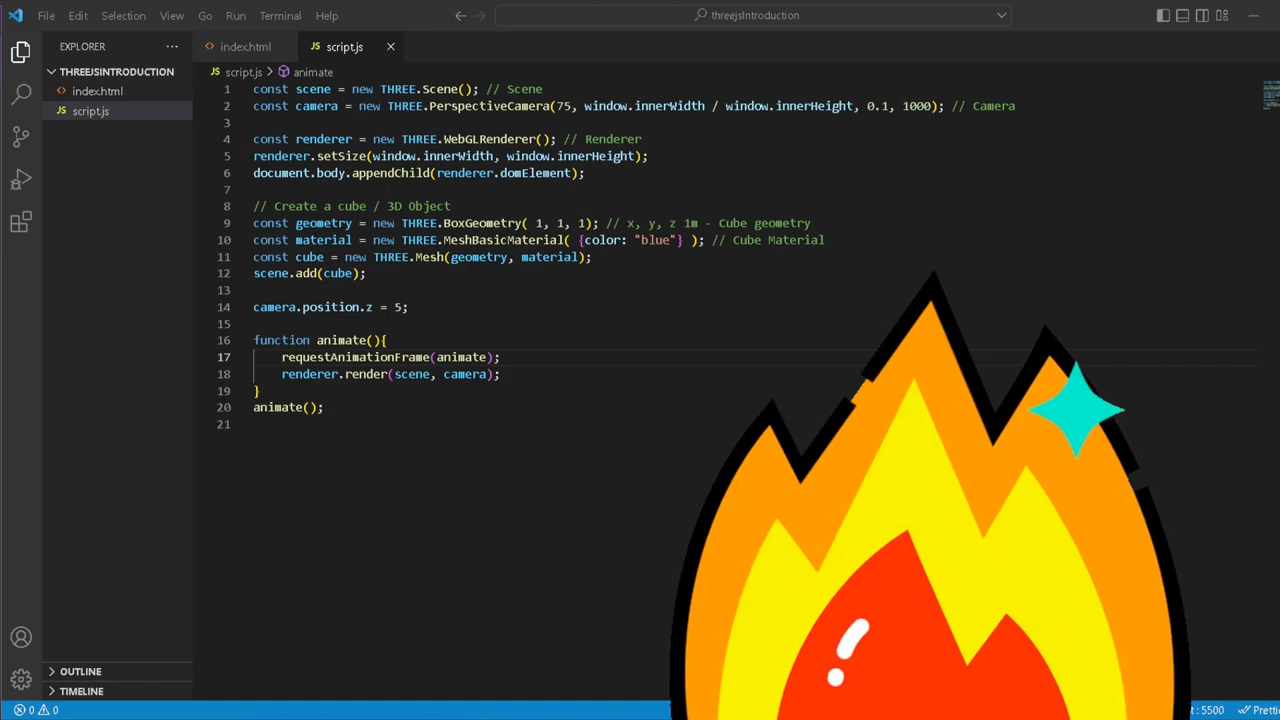 File Edit Selection View Go Run Terminal Help threejsIntroduction
EXPLORER
index.html
script.js
THREEJSINTRODUCTION
index.html
script.js
script.js > animate
1 const scene = new THREE.Scene(); // Scene
2 const camera = new THREE.PerspectiveCamera(75, window.innerWidth / window.innerHeight, 0.1, 1000); // Camera
3
4 const renderer = new THREE.WebGLRenderer(); // Renderer
5 renderer.setSize(window.innerWidth, window.innerHeight);
6 document.body.appendChild(renderer.domElement);
7
8 // Create a cube / 3D Object
9 const geometry = new THREE.BoxGeometry( 1, 1, 1); // x, y, z 1m - Cube geometry
10 const material = new THREE.MeshBasicMaterial( {color: "blue"} ); // Cube Material
11 const cube = new THREE.Mesh(geometry, material);
12 scene.add(cube);
13
14 camera.position.z = 5;
15
16 function animate(){
17 requestAnimationFrame(animate);
18 renderer.render(scene, camera);
19 }
20 animate();
21
OUTLINE
TIMELINE
0 0
: 5500